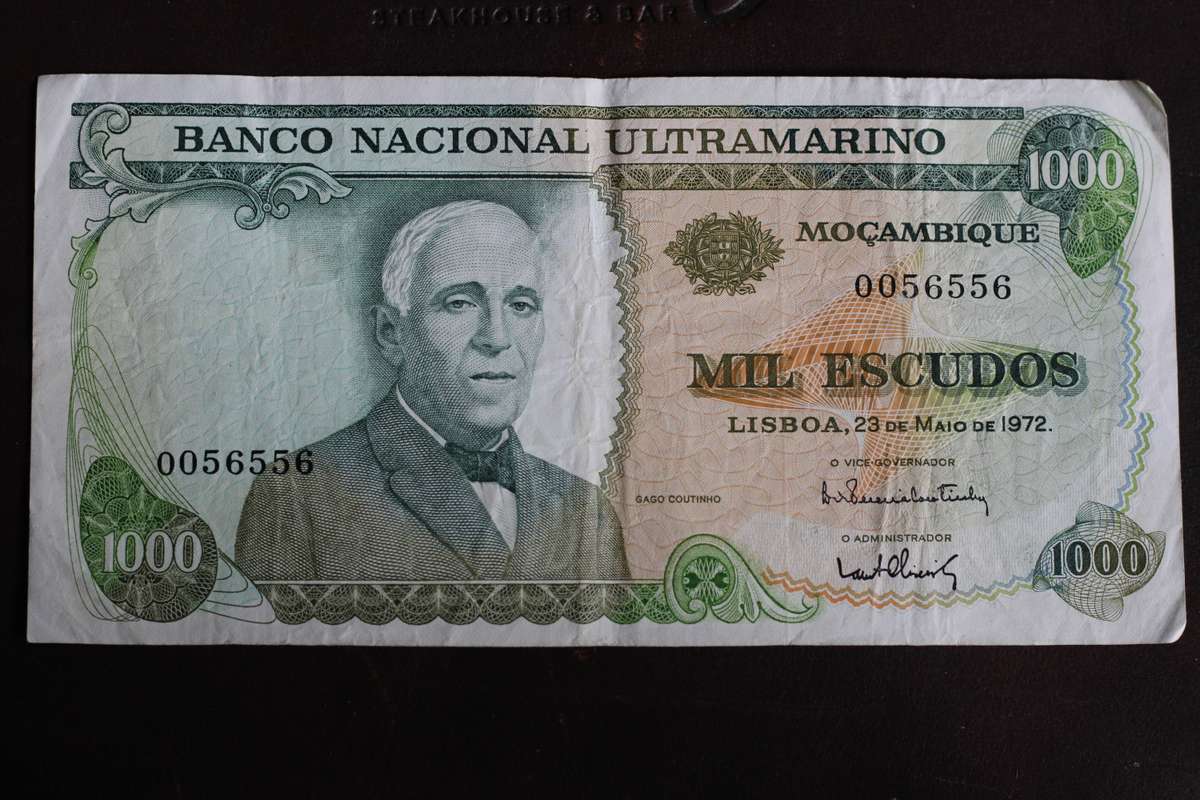 STEAKHOUSE & BAR
BANCO NACIONAL ULTRAMARINO
1000
MOÇAMBIQUE
0056556
MIL ESCUDOS
LISBOA, 23 DE MAIO DE 1972.
O VICE-GOVERNADOR
0056556
GAGO COUTINHO
O ADMINISTRADOR
1000
1000